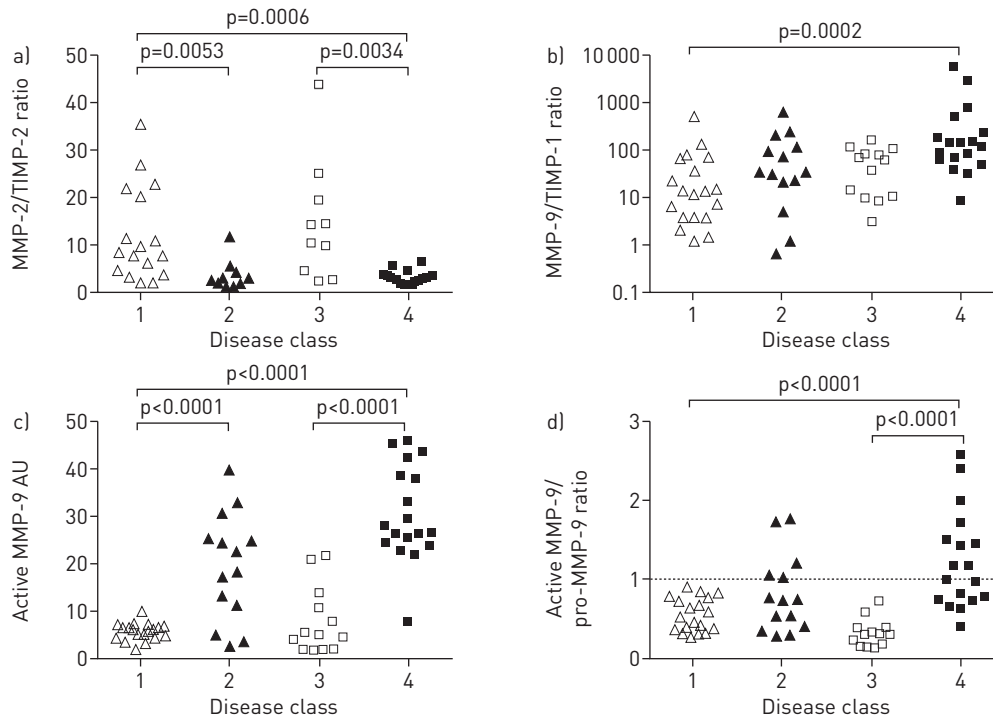 a)
p=0.0006
p=0.0053
p=0.0034
MMP-2/TIMP-2 ratio
50
40
30
20
10
0
1 2 3 4
Disease class
b)
p=0.0002
MMP-9/TIMP-1 ratio
10 000
1000
100
10
1
0.1
1 2 3 4
Disease class
c)
p<0.0001
p<0.0001 p<0.0001
Active MMP-9 AU
50
40
30
20
10
0
1 2 3 4
Disease class
d)
p<0.0001
p<0.0001
Active MMP-9/
pro-MMP-9 ratio
3
2
1
0
1 2 3 4
Disease class